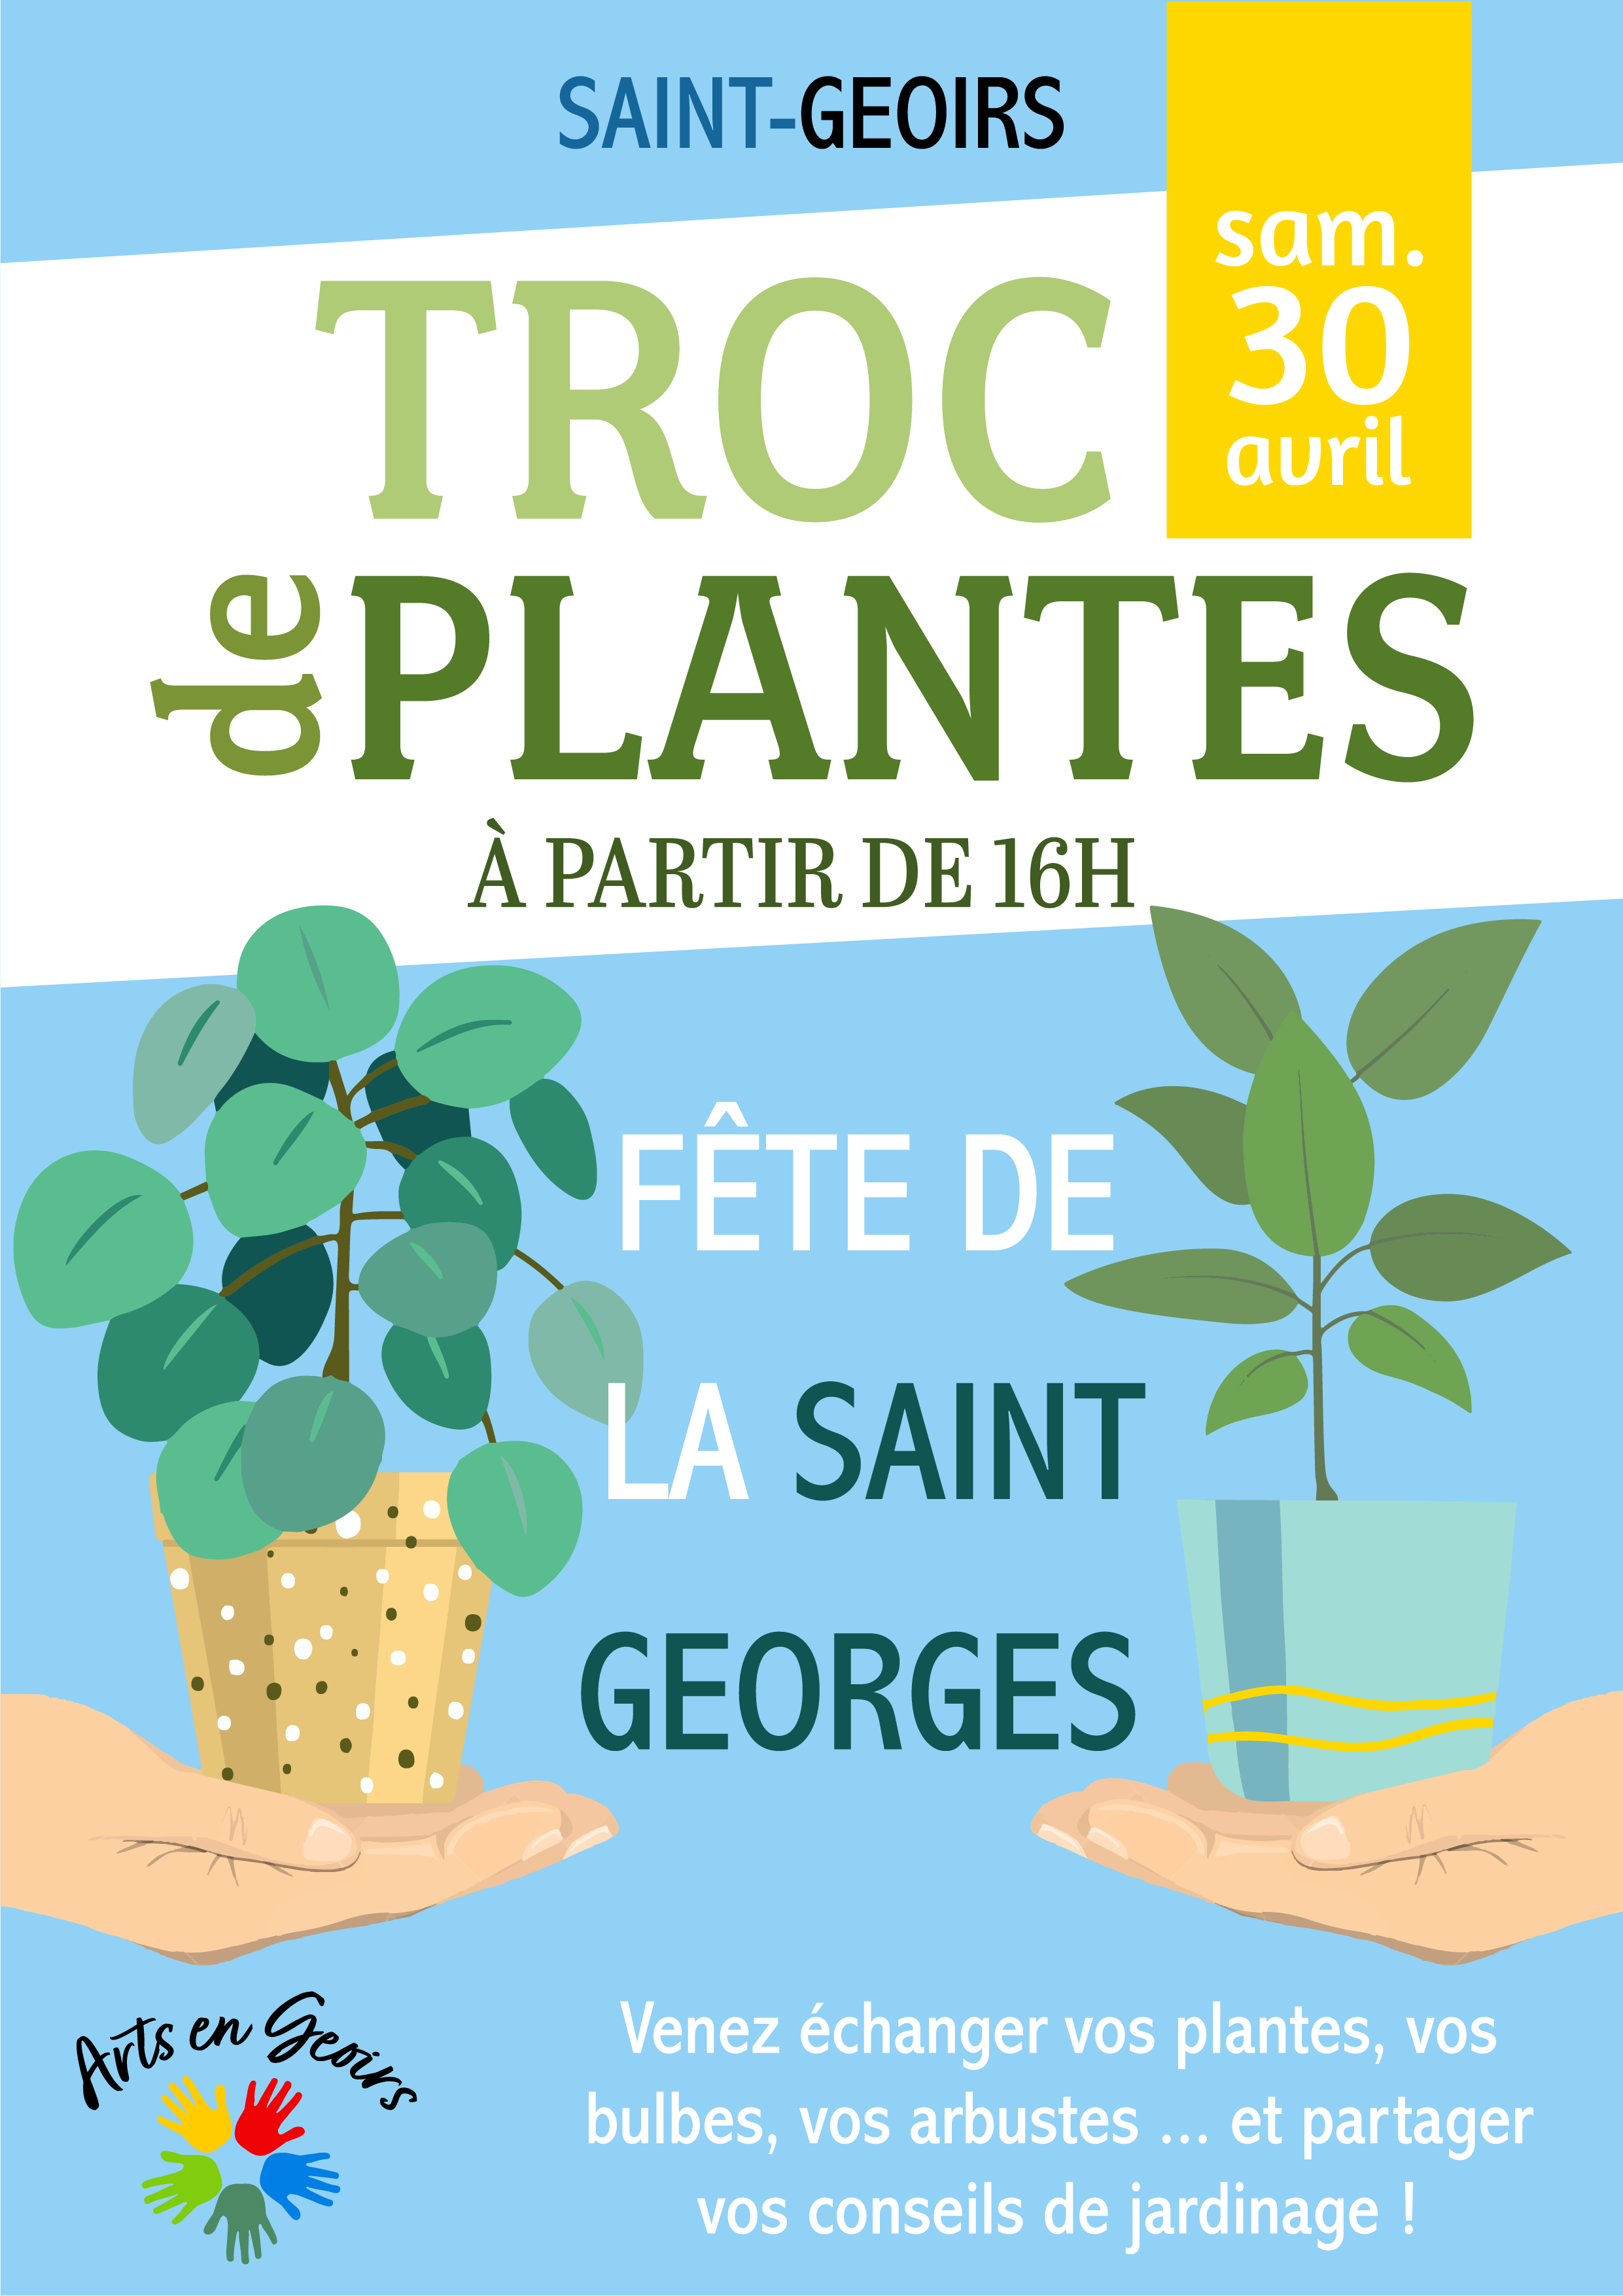 SAINT-GEOIRS
sam.
30
avril
TROC
de PLANTES
À PARTIR DE 16H
FÊTE DE
LA SAINT
GEORGES
Arts en Geoirs
Venez échanger vos plantes, vos
bulbes, vos arbustes ... et partager
vos conseils de jardinage !